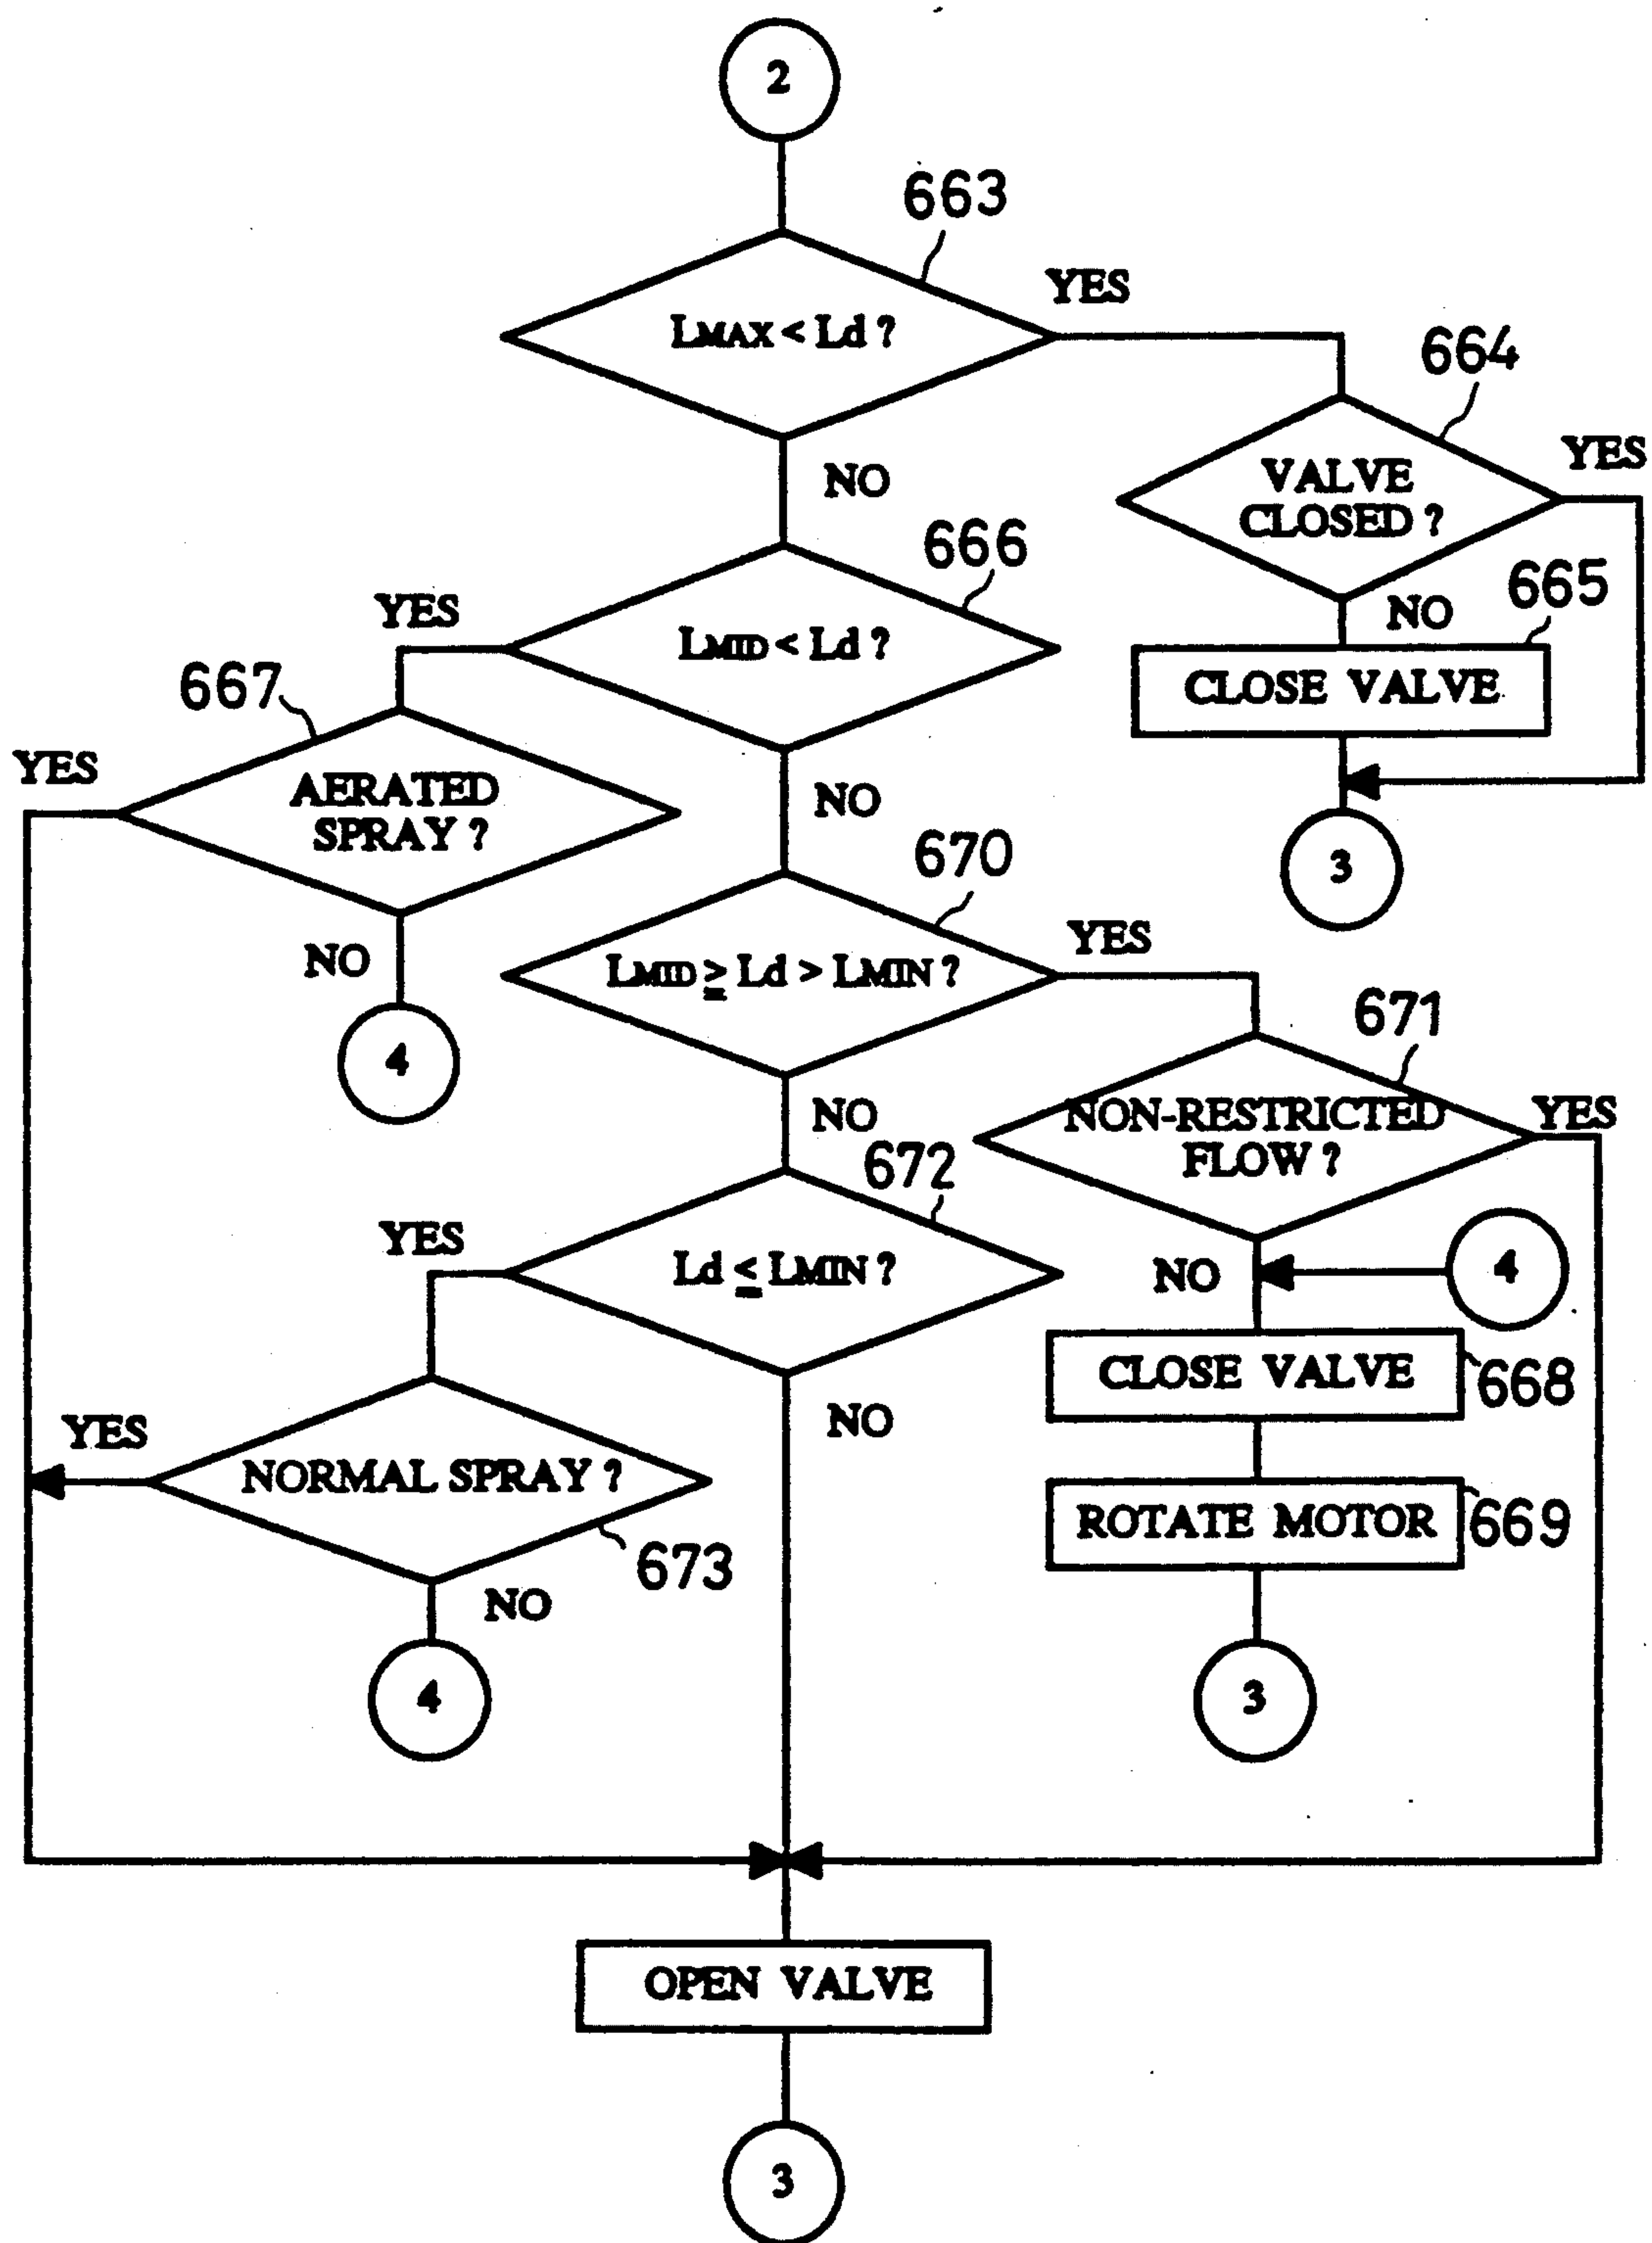 2
663
LMAX < Ld ?
YES
664
NO
VALVE
CLOSED ?
YES
666
665
YES
NO
LMID < Ld ?
CLOSE VALVE
667
YES
AERATED
SPRAY ?
NO
3
670
NO
YES
LMID ≥ Ld > LMIN ?
671
4
NO
NON-RESTRICTED
FLOW ?
YES
672
YES
Ld ≤ LMIN ?
NO
4
CLOSE VALVE
668
NO
YES
NORMAL SPRAY ?
ROTATE MOTOR
669
673
NO
4
3
OPEN VALVE
3